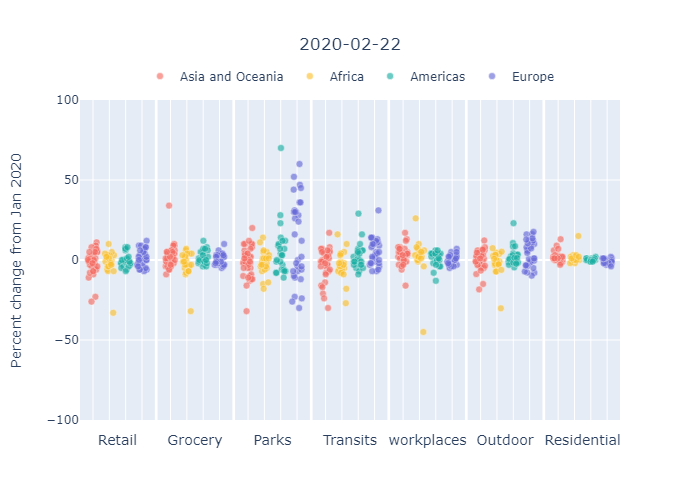 2020-02-22
Asia and Oceania Africa Americas Europe
Percent change from Jan 2020
100
50
0
−50
−100
Retail Grocery Parks Transits workplaces Outdoor Residential